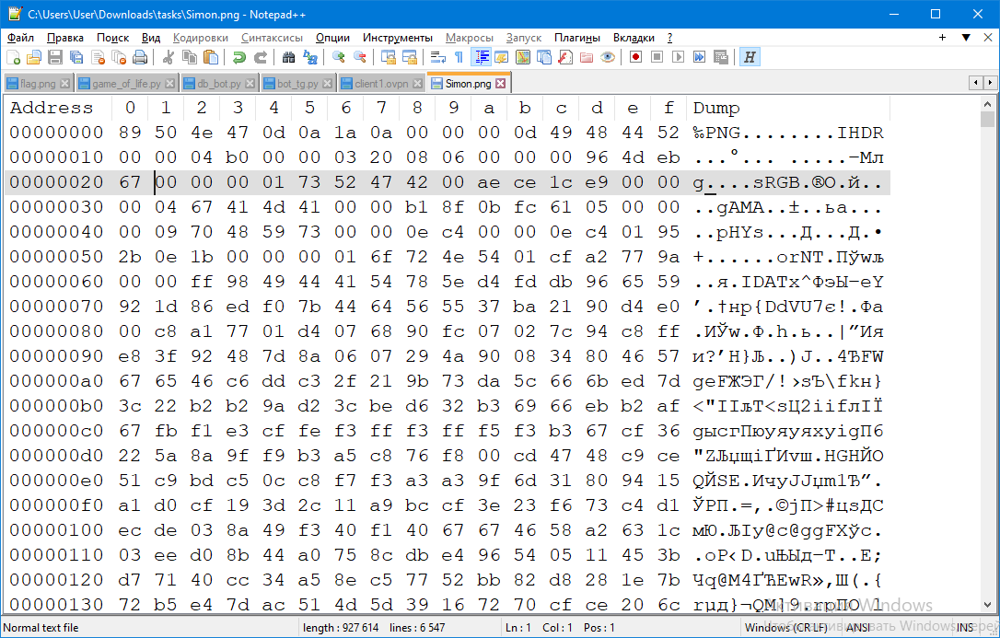 C:\Users\User\Downloads\tasks\Simon.png - Notepad++
Файл Правка Поиск Вид Кодировки Синтаксисы Опции Инструменты Макросы Запуск Плагины Вкладки ?
flag.png game_of_life.py db_bot.py bot_tg.py client1.ovpn Simon.png
Address 0 1 2 3 4 5 6 7 8 9 a b c d e f Dump
00000000 89 50 4e 47 0d 0a 1a 0a 00 00 00 0d 49 48 44 52 ‰PNG........IHDR
00000010 00 00 04 b0 00 00 03 20 08 06 00 00 00 96 4d eb ...°... .....–Мл
00000020 67 00 00 00 01 73 52 47 42 00 ae ce 1c e9 00 00 g....sRGB.®О.й..
00000030 00 04 67 41 4d 41 00 00 b1 8f 0b fc 61 05 00 00 ..gAMA..±..ьa...
00000040 00 09 70 48 59 73 00 00 0e c4 00 00 0e c4 01 95 ..pHYs...Д...Д.•
00000050 2b 0e 1b 00 00 00 01 6f 72 4e 54 01 cf a2 77 9a +......orNT.Пўwљ
00000060 00 00 ff 98 49 44 41 54 78 5e d4 fd db 96 65 59 ..я.IDATx^ФэЫ–eY
00000070 92 1d 86 ed f0 7b 44 64 56 55 37 ba 21 90 d4 e0 ’.†нр{DdVU7є!.Фа
00000080 00 c8 a1 77 01 d4 07 68 90 fc 07 02 7c 94 c8 ff .ИЎw.Ф.h.ь..|”Ия
00000090 e8 3f 92 48 7d 8a 06 07 29 4a 90 08 34 80 46 57 и?’H}Љ..)J..4ЂFW
000000a0 67 65 46 c6 dd c3 2f 21 9b 73 da 5c 66 6b ed 7d geFЖЭГ/!›sЪ\fkн}
000000b0 3c 22 b2 b2 9a d2 3c be d6 32 b3 69 66 eb b2 af <"ІІљТ<ѕЦ2іifлІЇ
000000c0 67 fb f1 e3 cf fe f3 ff f3 ff f5 f3 b3 67 cf 36 gысгПюуяуяхуіgП6
000000d0 22 5a 8a 9f f9 b3 a5 c8 76 f8 00 cd 47 48 c9 ce "ZЉџщіҐИvш.НGHЙО
000000e0 51 c9 bd c5 0c c8 f7 f3 a3 a3 9f 6d 31 80 94 15 QЙЅЕ.ИчуЈЈџm1Ђ”.
000000f0 a1 d0 cf 19 3d 2c 11 a9 bc cf 3e 23 f6 73 c4 d1 ЎРП.=,.©јП>#цsДС
00000100 ec de 03 8a 49 f3 40 f1 40 67 67 46 58 a2 63 1c мЮ.ЉIу@с@ggFXўc.
00000110 03 ee d0 8b 44 a0 75 8c db e4 96 54 05 11 45 3b .оР‹D.uЊЫд–T..E;
00000120 d7 71 40 cc 34 a5 8e c5 77 52 bb 82 d8 28 1e 7b Чq@М4ҐЋЕwR»‚Ш(.{
00000130 72 b5 e4 7d ac 51 4d 5d 39 16 72 70 cf ce 20 6c rµд}¬QM]9.rpПО l
Normal text file length : 927 614 lines : 6 547 Ln : 1 Col : 1 Pos : 1 Windows (CR LF) ANSI INS